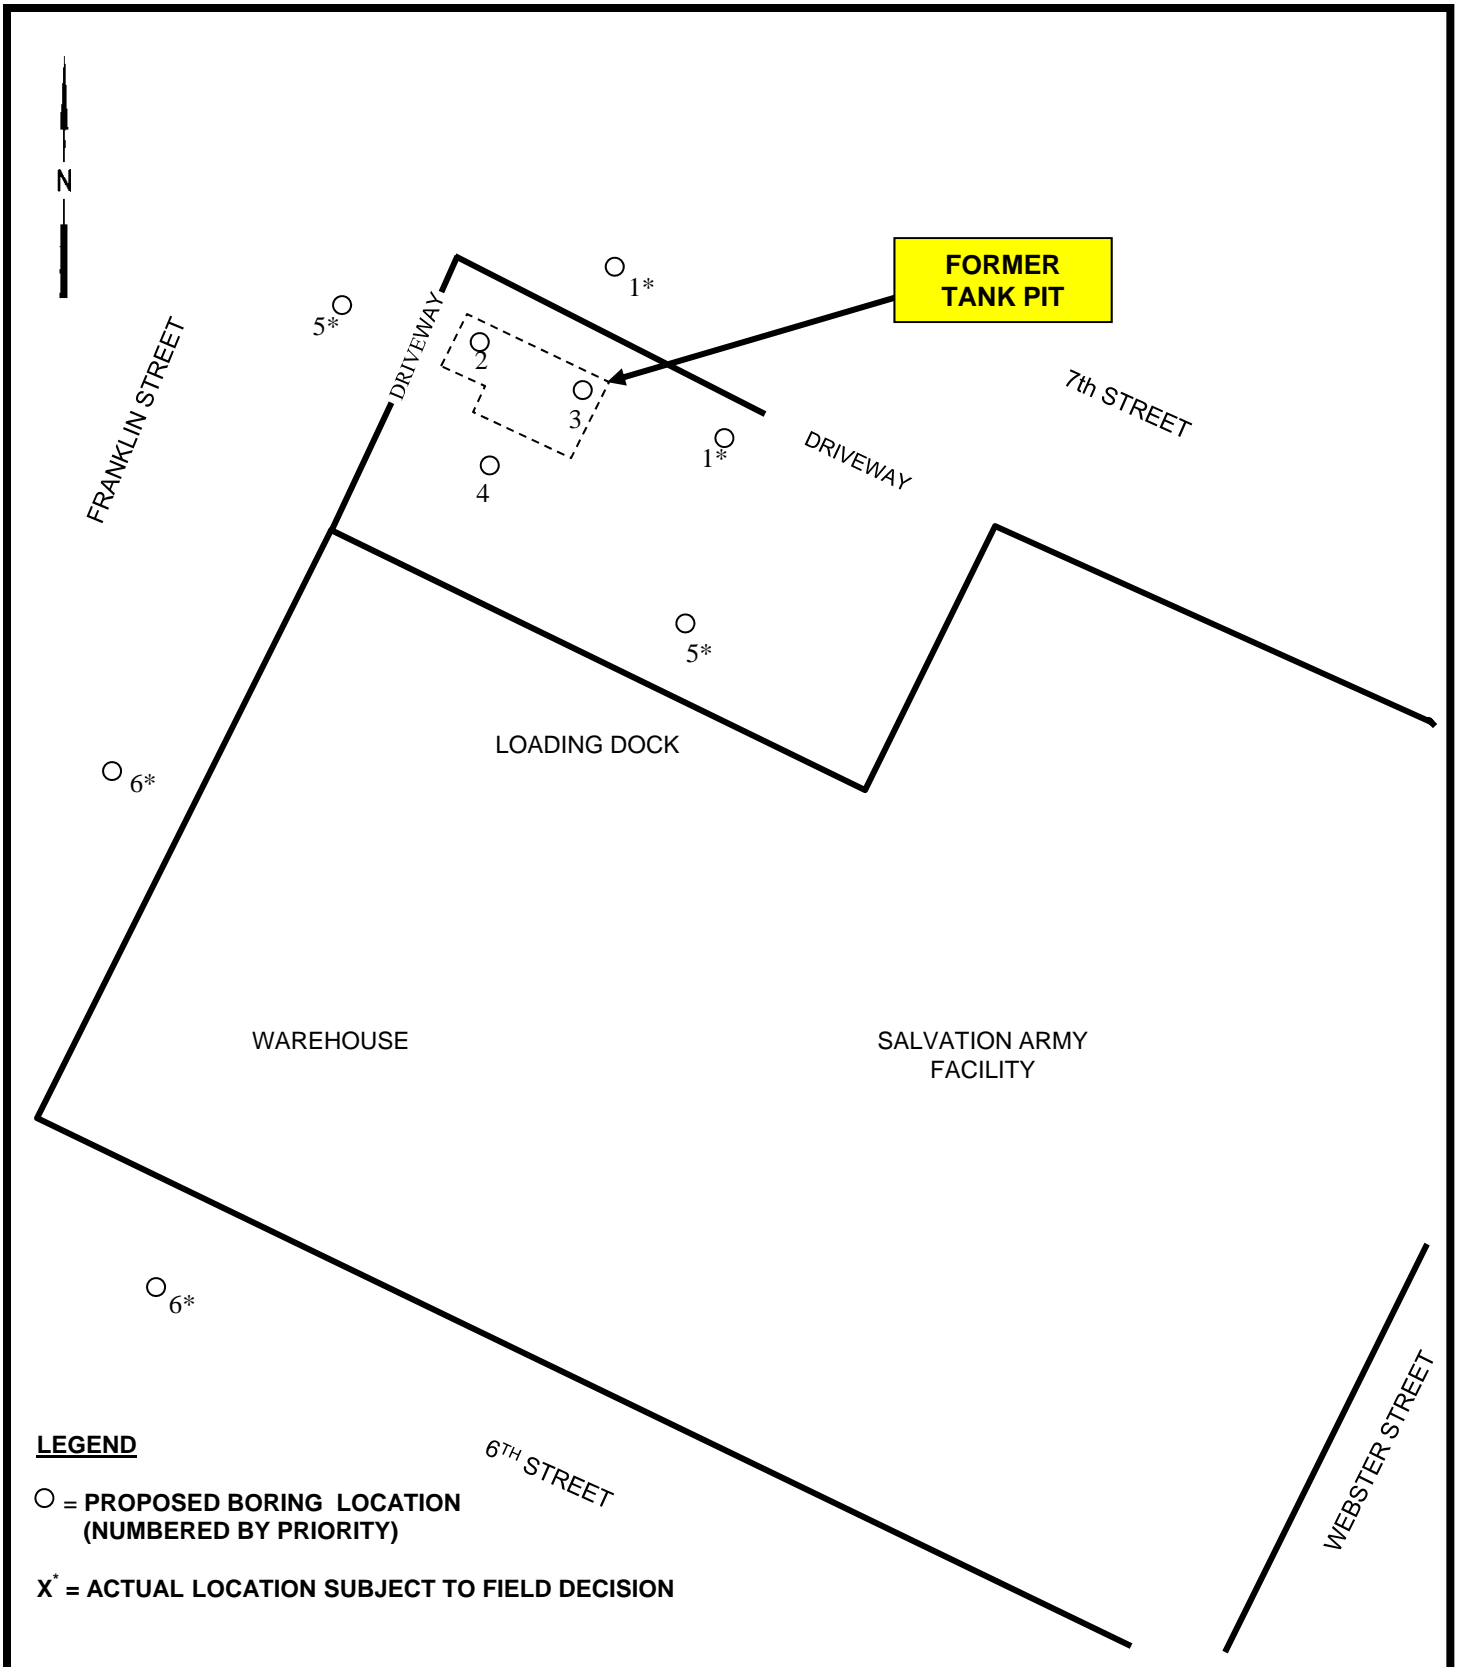 N
FORMER
TANK PIT
1*
5*
DRIVEWAY
2
3
FRANKLIN STREET
7th STREET
1*
DRIVEWAY
4
5*
LOADING DOCK
6*
WAREHOUSE
SALVATION ARMY
FACILITY
6*
WEBSTER STREET
6TH STREET
LEGEND
= PROPOSED BORING LOCATION
(NUMBERED BY PRIORITY)
X* = ACTUAL LOCATION SUBJECT TO FIELD DECISION